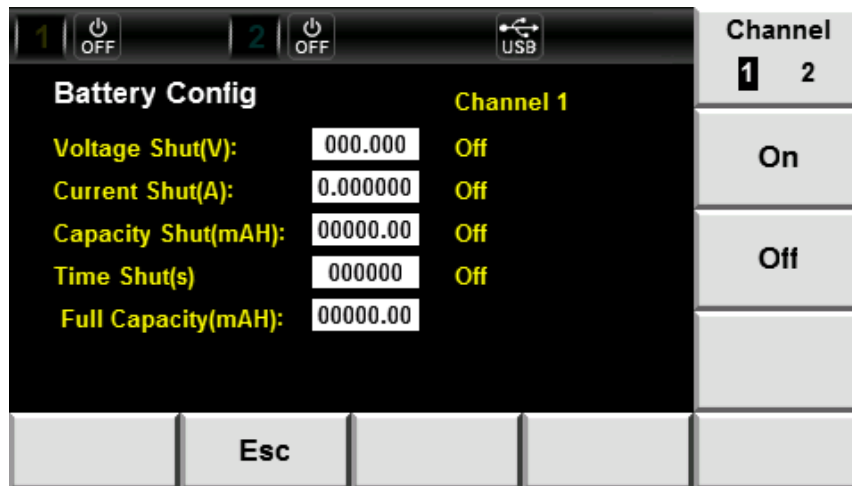 1 OFF 2 OFF USB
Channel
1 2
Battery Config
Channel 1
Voltage Shut(V): 000.000 Off
Current Shut(A): 0.000000 Off
Capacity Shut(mAH): 00000.00 Off
Time Shut(s) 000000 Off
Full Capacity(mAH): 00000.00
On
Off
Esc